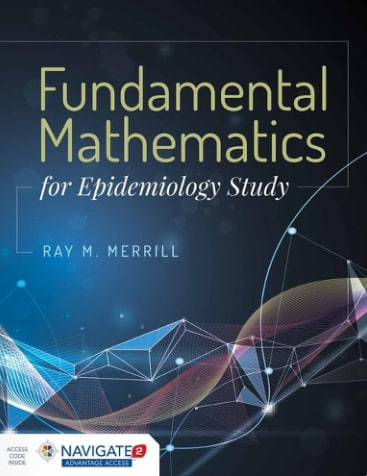 Fundamental
Mathematics
for Epidemiology Study
RAY M. MERRILL
ACCESS
CODE
INSIDE
NAVIGATE 2
ADVANTAGE ACCESS